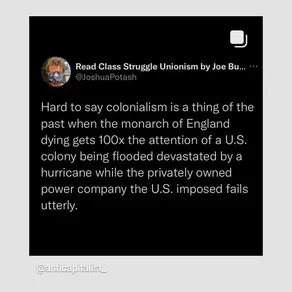 Read Class Struggle Unionism by Joe Bu... ...
@JoshuaPotash
Hard to say colonialism is a thing of the
past when the monarch of England
dying gets 100x the attention of a U.S.
colony being flooded devastated by a
hurricane while the privately owned
power company the U.S. imposed fails
utterly.
@anticapitalist_